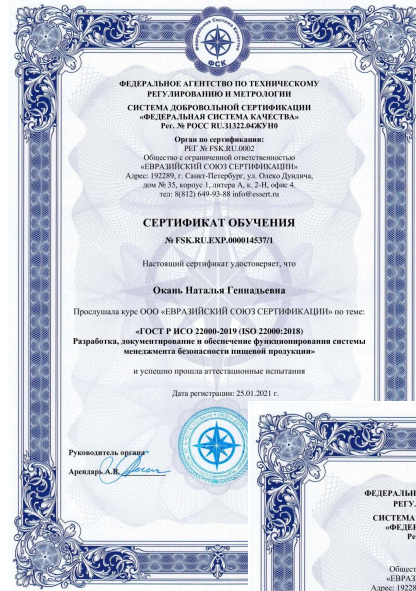 ФСК
ФЕДЕРАЛЬНОЕ АГЕНТСТВО ПО ТЕХНИЧЕСКОМУ
РЕГУЛИРОВАНИЮ И МЕТРОЛОГИИ
СИСТЕМА ДОБРОВОЛЬНОЙ СЕРТИФИКАЦИИ
«ФЕДЕРАЛЬНАЯ СИСТЕМА КАЧЕСТВА»
Рег. № РОСС RU.З1322.04ЖУН0
Орган по сертификации:
РЕГ № FSK.RU.0002
Общество с ограниченной ответственностью
«ЕВРАЗИЙСКИЙ СОЮЗ СЕРТИФИКАЦИИ»
Адрес: 192289, г. Санкт-Петербург, ул. Олеко Дундича,
дом № 35, корпус 1, литера А, к. 2-Н, офис 4.
тел: 8(812) 649-93-88 info@essert.ru
СЕРТИФИКАТ ОБУЧЕНИЯ
№ FSK.RU.EXP.000014537/1
Настоящий сертификат удостоверяет, что
Окань Наталья Геннадьевна
Прослушала курс ООО «ЕВРАЗИЙСКИЙ СОЮЗ СЕРТИФИКАЦИИ» по теме:
«ГОСТ Р ИСО 22000-2019 (ISO 22000:2018)
Разработка, документирование и обеспечение функционирования системы
менеджмента безопасности пищевой продукции»
и успешно прошла аттестационные испытания
Дата регистрации: 25.01.2021 г.
Руководитель органа
Арендарь А.В.
ФЕДЕРАЛЬН
РЕГУ
СИСТЕМА
«ФЕДЕР
Ре
Общест
«ЕВРАЗ
Адрес: 19228